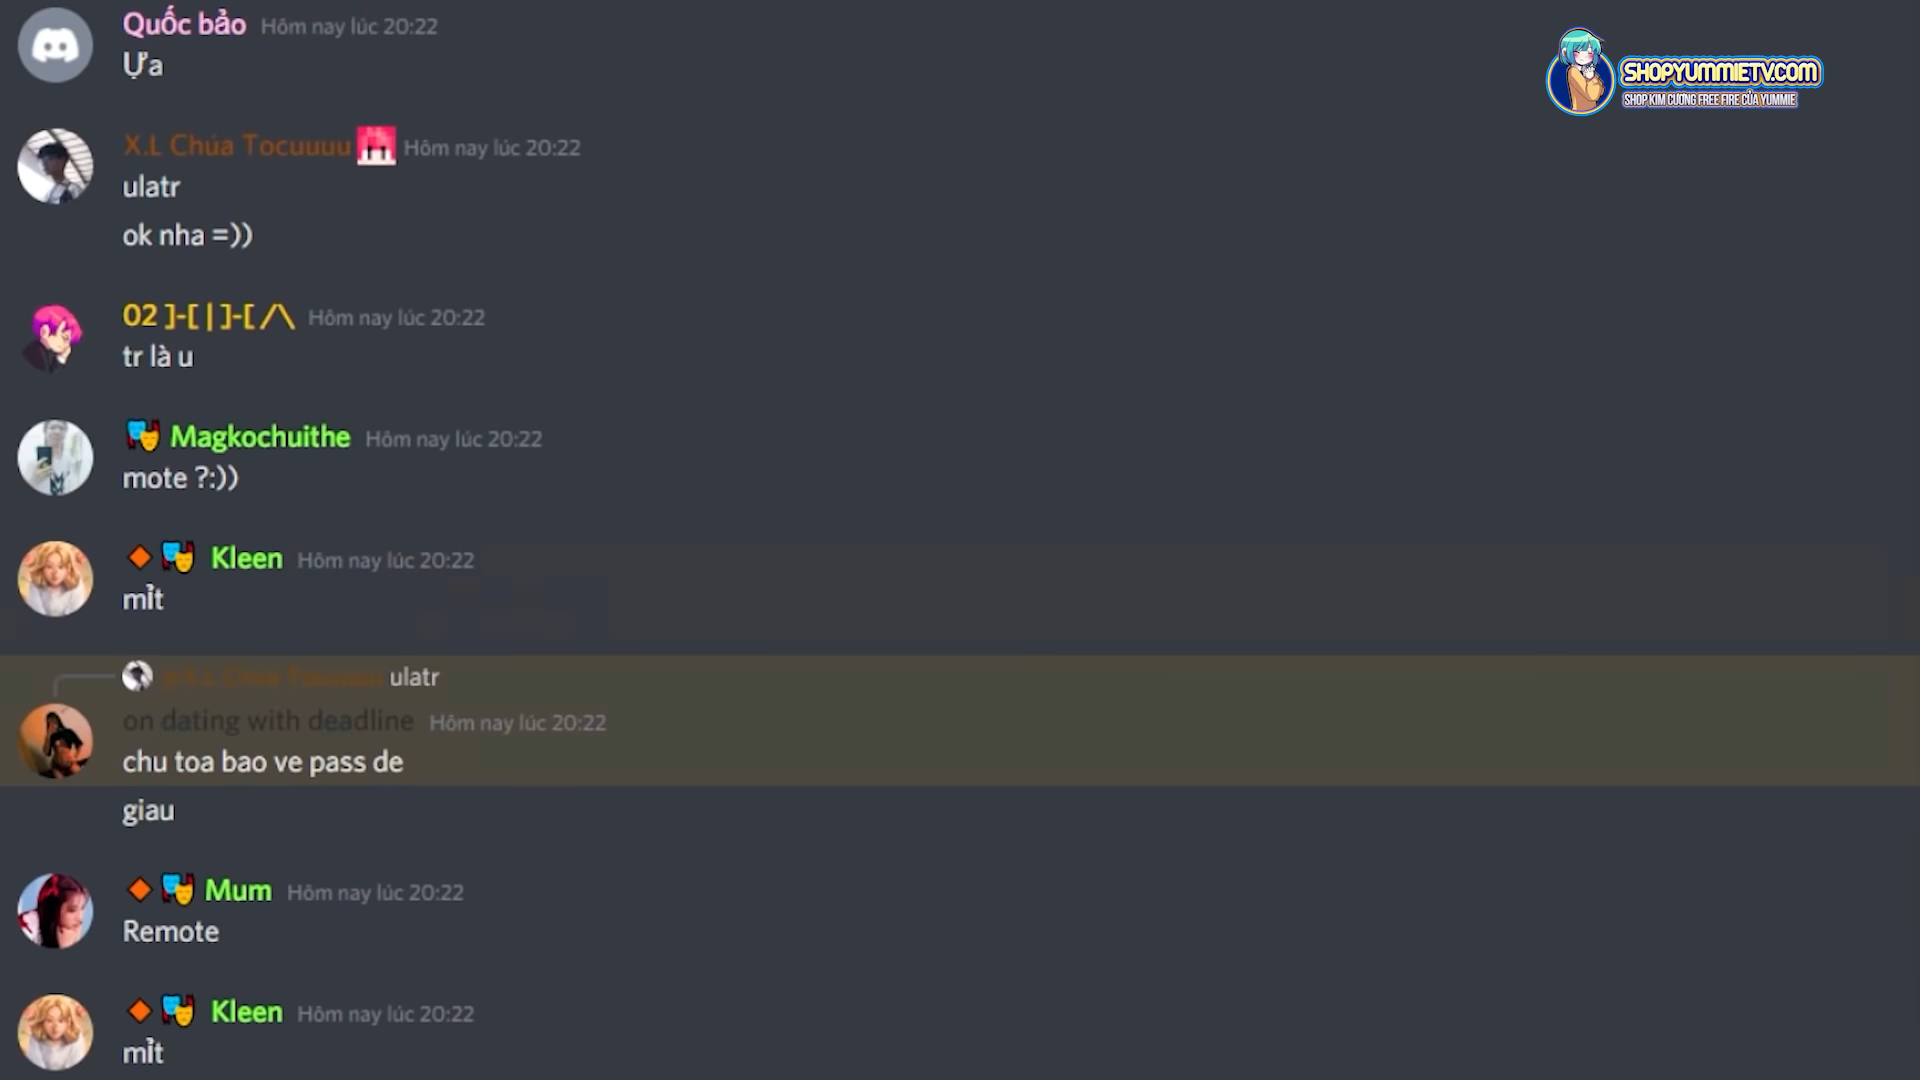 Quốc bảo Hôm nay lúc 20:22
Ựa
SHOPYUMMIETV.COM
SHOP KIM CƯƠNG FREE FIRE CỦA YUMMIE
X.L Chúa Tocuuuu Hôm nay lúc 20:22
ulatr
ok nha =))
02 ]-[ | ]-[ /\ Hôm nay lúc 20:22
tr là u
Magkochuithe Hôm nay lúc 20:22
mote ?:))
Kleen Hôm nay lúc 20:22
mỉt
ulatr
on dating with deadline Hôm nay lúc 20:22
chu toa bao ve pass de
giau
Mum Hôm nay lúc 20:22
Remote
Kleen Hôm nay lúc 20:22
mỉt